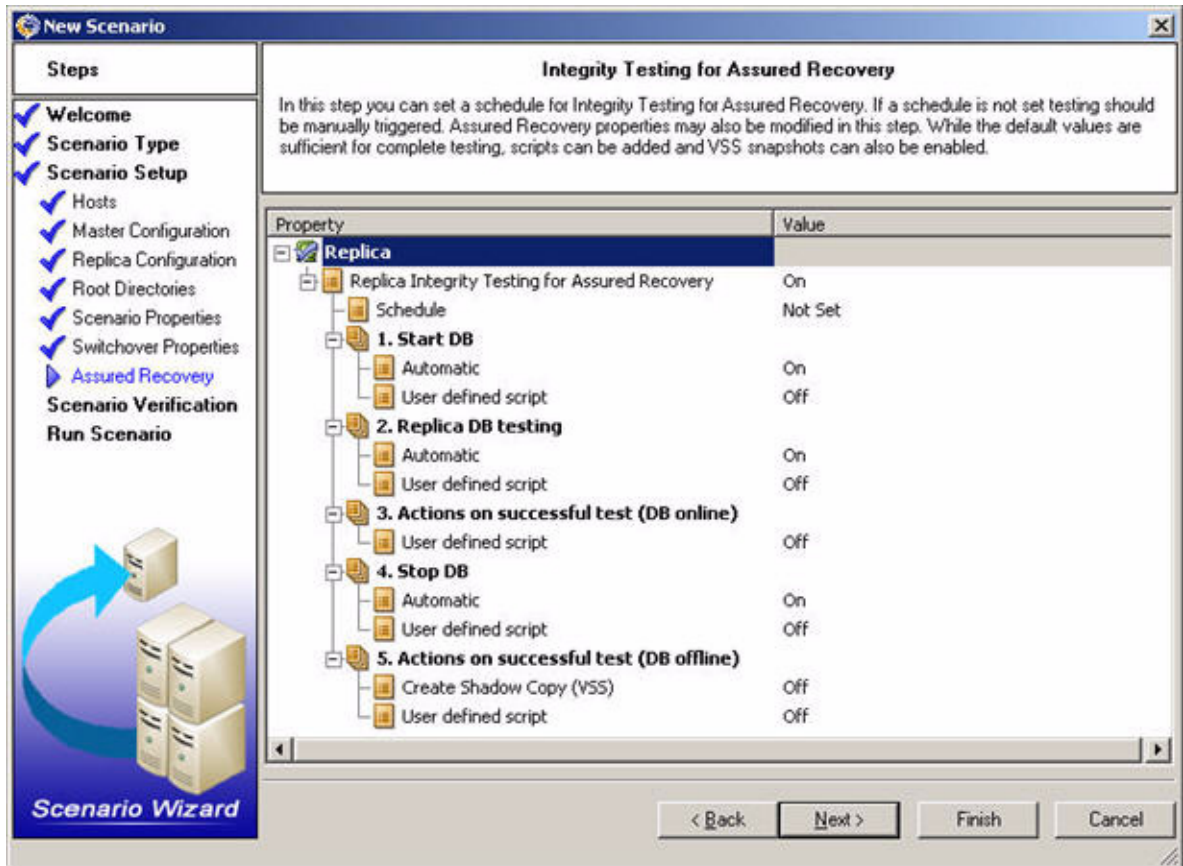 New Scenario
Steps
Welcome
Scenario Type
Scenario Setup
Hosts
Master Configuration
Replica Configuration
Root Directories
Scenario Properties
Switchover Properties
Assured Recovery
Scenario Verification
Run Scenario
Scenario Wizard
Integrity Testing for Assured Recovery
In this step you can set a schedule for Integrity Testing for Assured Recovery. If a schedule is not set testing should
be manually triggered. Assured Recovery properties may also be modified in this step. While the default values are
sufficient for complete testing, scripts can be added and VSS snapshots can also be enabled.
Property Value
Replica
Replica Integrity Testing for Assured Recovery On
Schedule Not Set
1. Start DB
Automatic On
User defined script Off
2. Replica DB testing
Automatic On
User defined script Off
3. Actions on successful test (DB online)
User defined script Off
4. Stop DB
Automatic On
User defined script Off
5. Actions on successful test (DB offline)
Create Shadow Copy (VSS) Off
User defined script Off
< Back Next > Finish Cancel